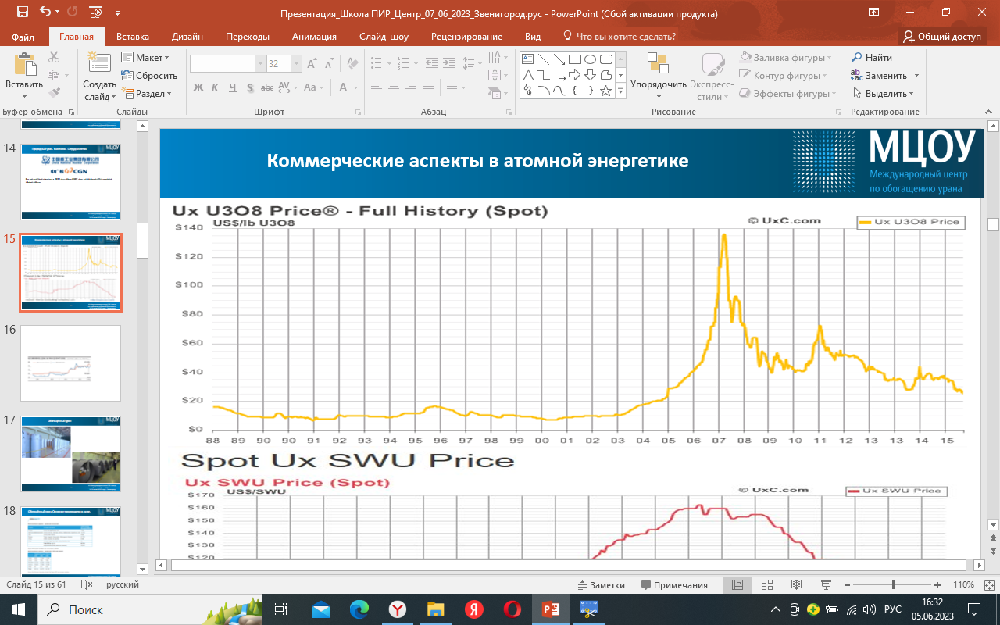 Презентация_Школа ПИР_Центр_07_06_2023_Звенигород.рус - PowerPoint (Сбой активации продукта)
Файл Главная Вставка Дизайн Переходы Анимация Слайд-шоу Рецензирование Вид Что вы хотите сделать? Общий доступ
Вставить
Создать слайд
Макет
Сбросить
Раздел
32
Ж К Ч S abc AV Aa А
Упорядочить
Экспресс-стили
Заливка фигуры
Контур фигуры
Эффекты фигуры
Найти
Заменить
Выделить
Буфер обмена Слайды Шрифт Абзац Рисование Редактирование
14
CGN
15
16
17
МЦОУ
18
Коммерческие аспекты в атомной энергетике
МЦОУ
Международный центр
по обогащению урана
Ux U3O8 Price® - Full History (Spot)
US$/lb U3O8
© UxC.com
Ux U3O8 Price
$140
$120
$100
$80
$60
$40
$20
$0
88 89 90 90 91 92 93 94 95 96 97 98 99 00 01 02 03 04 05 06 07 08 09 10 11 12 13 14 15
Spot Ux SWU Price
Ux SWU Price (Spot)
US$/SWU
© UxC.com
Ux SWU Price
$170
$160
$150
$140
$130
$120
Слайд 15 из 61 русский Заметки Примечания 110%
Поиск
РУС
16:32
05.06.2023